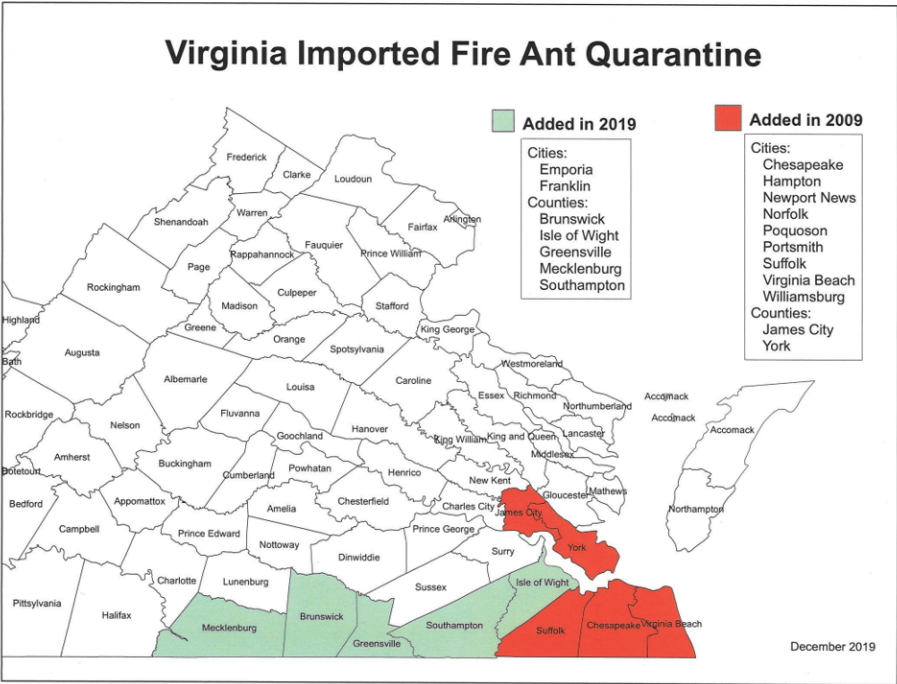 Virginia Imported Fire Ant Quarantine
Added in 2019
Cities:
Emporia
Franklin
Counties:
Brunswick
Isle of Wight
Greensville
Mecklenburg
Southampton
Added in 2009
Cities:
Chesapeake
Hampton
Newport News
Norfolk
Poquoson
Portsmith
Suffolk
Virginia Beach
Williamsburg
Counties:
James City
York
Frederick
Clarke
Loudoun
Shenandoah
Warren
Fairfax
Arlington
Fauquier
Rappahannock
Prince William
Page
Rockingham
Culpeper
Madison
Stafford
Highland
Greene
King George
Orange
Augusta
Spotsylvania
Bath
Westmoreland
Albemarle
Caroline
Louisa
Essex
Richmond
Accomack
Northumberland
Rockbridge
Fluvanna
Accomack
Nelson
Hanover
Accomack
Goochland
King William
King and Queen
Lancaster
Amherst
Buckingham
Middlesex
Powhatan
Botetourt
Cumberland
Henrico
New Kent
Mathews
Gloucester
Bedford
Appomattox
Chesterfield
Charles City
Northampton
Amelia
James City
Campbell
Prince Edward
Prince George
Nottoway
York
Surry
Dinwiddie
Charlotte
Lunenburg
Isle of Wight
Sussex
Pittsylvania
Halifax
Brunswick
Mecklenburg
Southampton
Suffolk
Chesapeake
Virginia Beach
Greensville
December 2019